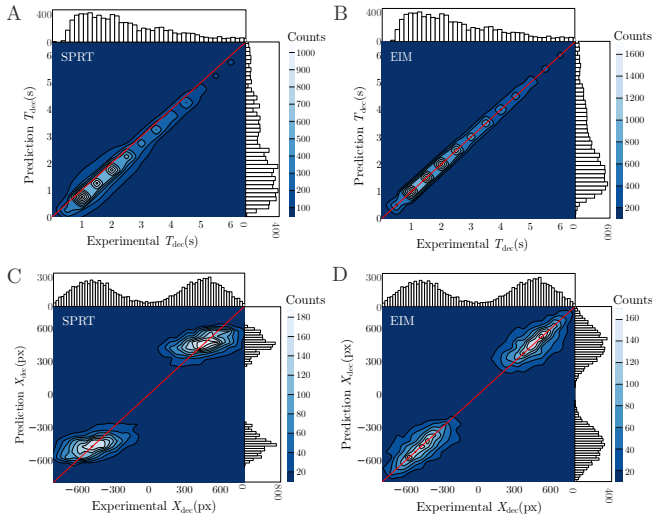 A
400
0
6
5
4
3
2
1
0
SPRT
Prediction T_dec(s)
1 2 3 4 5 6
Experimental T_dec(s)
0 400
Counts
1000
900
800
700
600
500
400
300
200
100
B
400
0
6
5
4
3
2
1
0
EIM
Prediction T_dec(s)
1 2 3 4 5 6
Experimental T_dec(s)
0 600
Counts
1600
1400
1200
1000
800
600
400
200
C
300
0
600
300
0
−300
−600
SPRT
Prediction X_dec(px)
−600 −300 0 300 600
Experimental X_dec(px)
0 800
Counts
180
160
140
120
100
80
60
40
20
D
300
0
600
300
0
−300
−600
EIM
Prediction X_dec(px)
−600 −300 0 300 600
Experimental X_dec(px)
0 400
Counts
160
140
120
100
80
60
40
20